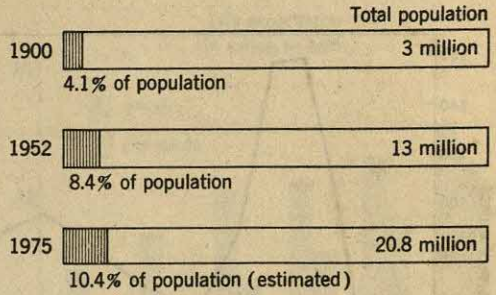 Total population
1900 3 million
4.1% of population
1952 13 million
8.4% of population
1975 20.8 million
10.4% of population (estimated)